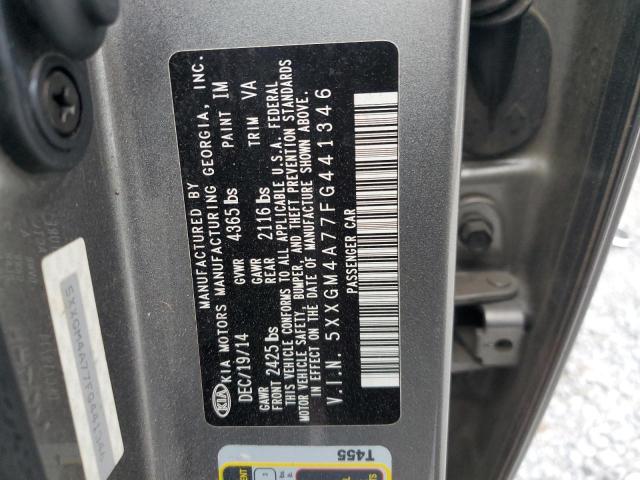 KIA
MANUFACTURED BY
KIA MOTORS MANUFACTURING GEORGIA, INC.
DEC/19/14 GVWR 4365 lbs PAINT IM
GAWR FRONT 2425 lbs GAWR REAR 2116 lbs TRIM VA
THIS VEHICLE CONFORMS TO ALL APPLICABLE U.S.A. FEDERAL
MOTOR VEHICLE SAFETY, BUMPER, AND THEFT PREVENTION STANDARDS
IN EFFECT ON THE DATE OF MANUFACTURE SHOWN ABOVE.
V.I.N. 5XXGM4A77FG441346
PASSENGER CAR
T455